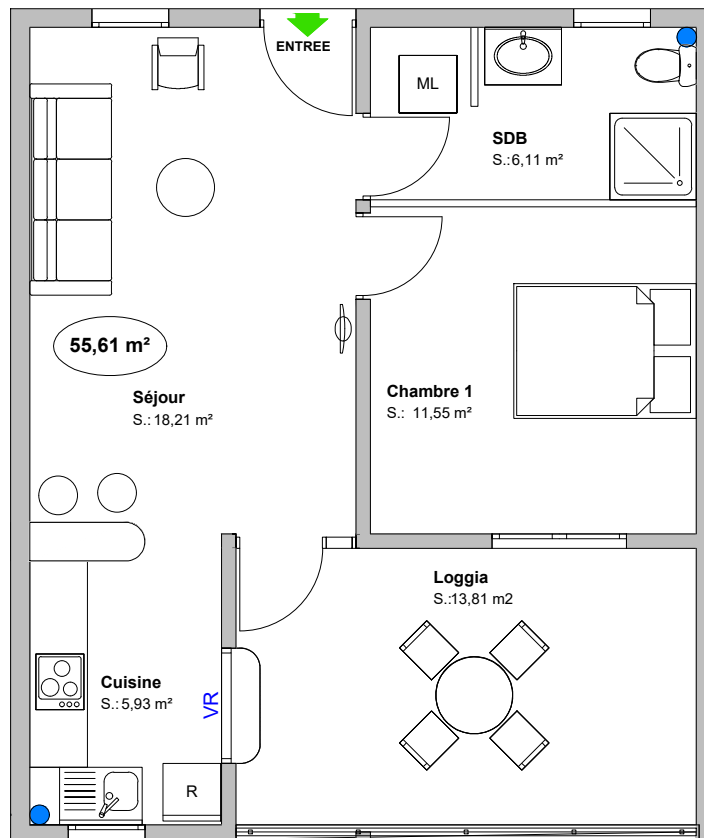 ENTREE
ML
SDB
S.:6,11 m²
55,61 m²
Séjour
S.: 18,21 m²
Chambre 1
S.: 11,55 m²
Loggia
S.:13,81 m2
Cuisine
S.: 5,93 m²
VR
R